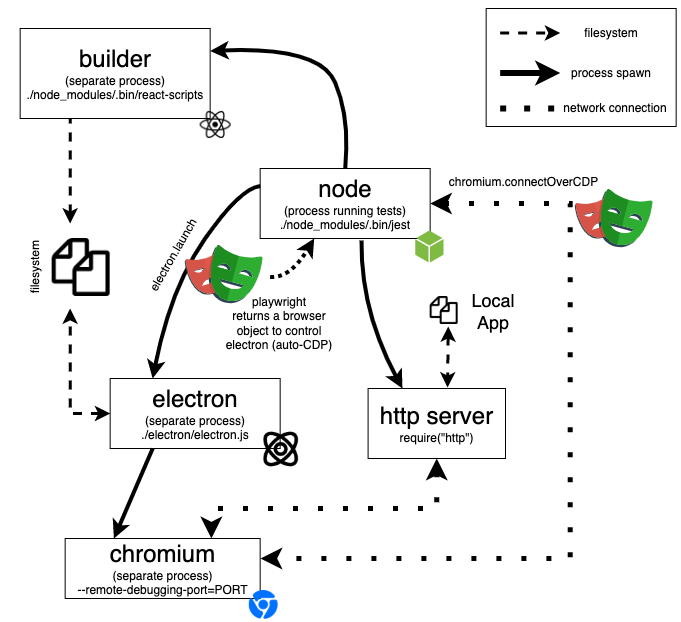 builder
(separate process)
./node_modules/.bin/react-scripts
filesystem
process spawn
network connection
node
(process running tests)
./node_modules/.bin/jest
chromium.connectOverCDP
electron.launch
filesystem
playwright
returns a browser
object to control
electron (auto-CDP)
Local
App
electron
(separate process)
./electron/electron.js
http server
require("http")
chromium
(separate process)
--remote-debugging-port=PORT